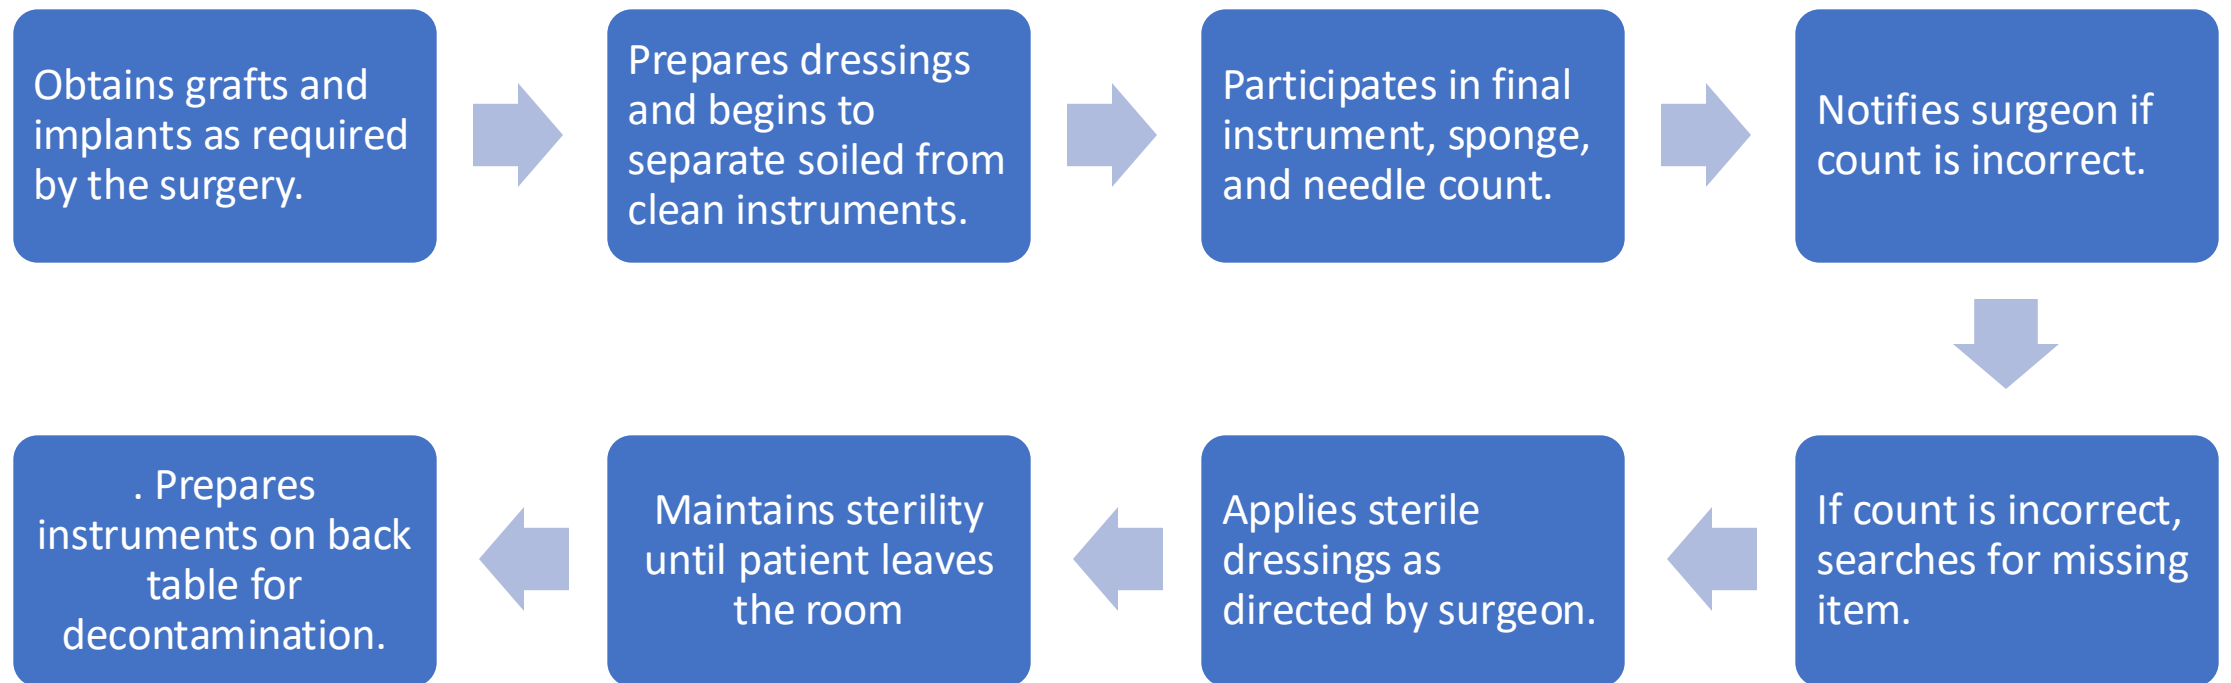 Obtains grafts and
implants as required
by the surgery.
Prepares dressings
and begins to
separate soiled from
clean instruments.
Participates in final
instrument, sponge,
and needle count.
Notifies surgeon if
count is incorrect.
If count is incorrect,
searches for missing
item.
Applies sterile
dressings as
directed by surgeon.
Maintains sterility
until patient leaves
the room
. Prepares
instruments on back
table for
decontamination.